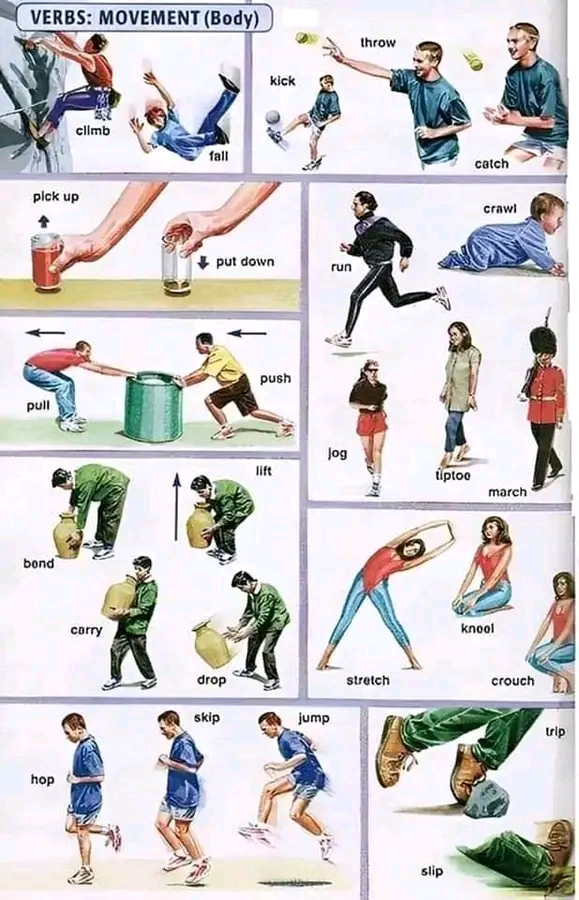 VERBS: MOVEMENT (Body)
climb
fall
kick
throw
catch
pick up
put down
run
crawl
pull
push
jog
tiptoe
march
bend
lift
carry
drop
stretch
kneel
crouch
hop
skip
jump
trip
slip